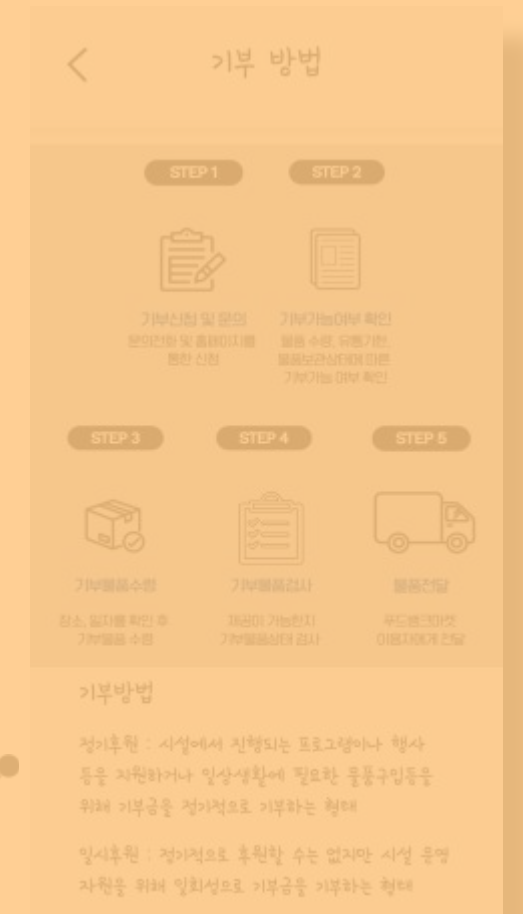 기부 방법
STEP 1
STEP 2
기부신청 및 문의
문의전화 및 홈페이지를
통한 신청
기부가능여부 확인
물품 수량, 유통기한,
물품보관상태에 따른
기부가능 여부 확인
STEP 3
STEP 4
STEP 5
기부물품수령
장소, 일자를 확인 후
기부물품 수령
기부물품검사
제공이 가능한지
기부물품상태 검사
물품전달
푸드뱅크마켓
이용자에게 전달
기부방법
정기후원 : 시설에서 진행되는 프로그램이나 행사
등을 지원하거나 일상생활에 필요한 물품구입등을
위해 기부금을 정기적으로 기부하는 형태
일시후원 : 정기적으로 후원할 수는 없지만 시설 운영
자원을 위해 일회성으로 기부금을 기부하는 형태